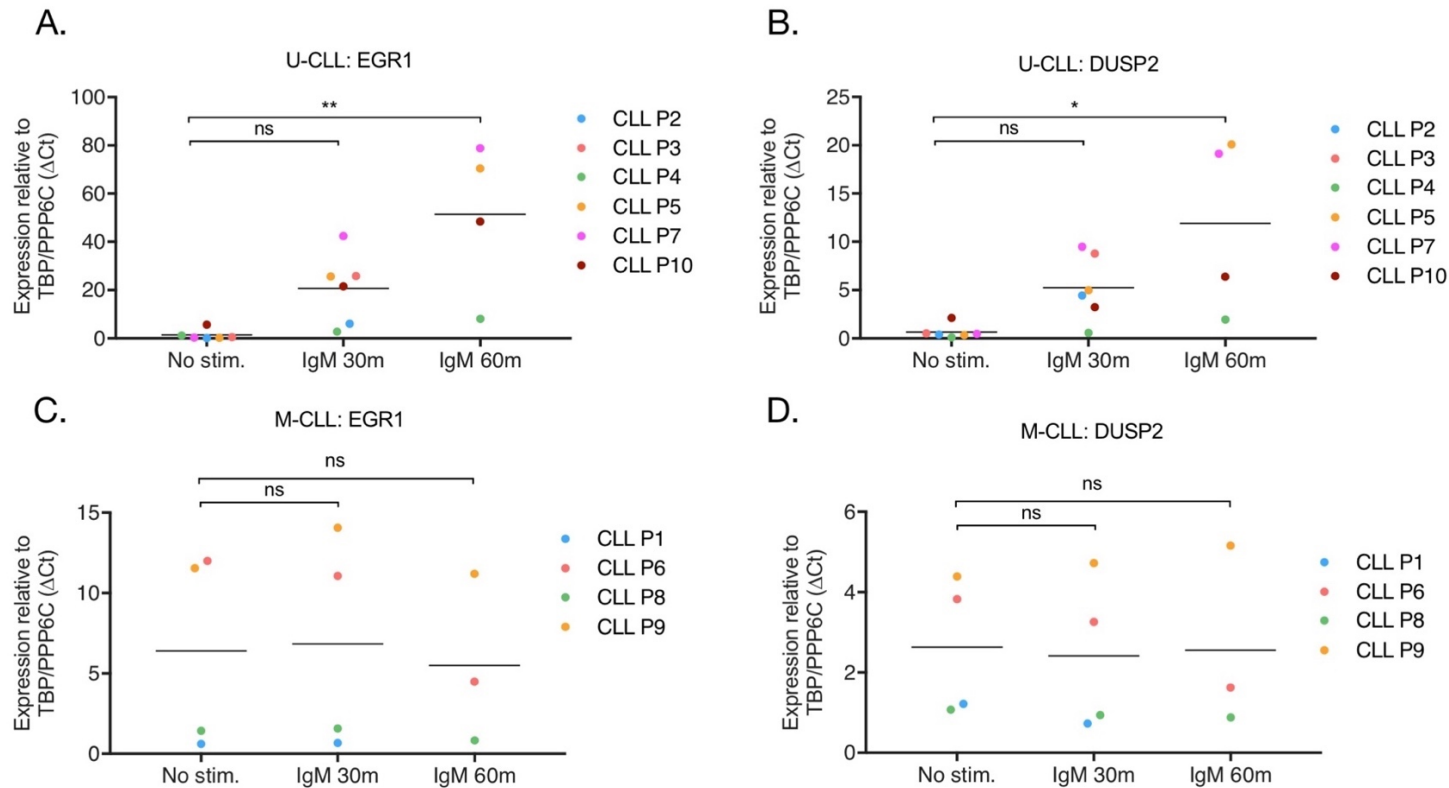 A.
U-CLL: EGR1
Expression relative to
TBP/PPP6C (ΔCt)
100
80
60
40
20
0
**
ns
No stim.
IgM 30m
IgM 60m
CLL P2
CLL P3
CLL P4
CLL P5
CLL P7
CLL P10
B.
U-CLL: DUSP2
Expression relative to
TBP/PPP6C (ΔCt)
25
20
15
10
5
0
*
ns
No stim.
IgM 30m
IgM 60m
CLL P2
CLL P3
CLL P4
CLL P5
CLL P7
CLL P10
C.
M-CLL: EGR1
Expression relative to
TBP/PPP6C (ΔCt)
15
10
5
0
ns
ns
No stim.
IgM 30m
IgM 60m
CLL P1
CLL P6
CLL P8
CLL P9
D.
M-CLL: DUSP2
Expression relative to
TBP/PPP6C (ΔCt)
6
4
2
0
ns
ns
No stim.
IgM 30m
IgM 60m
CLL P1
CLL P6
CLL P8
CLL P9